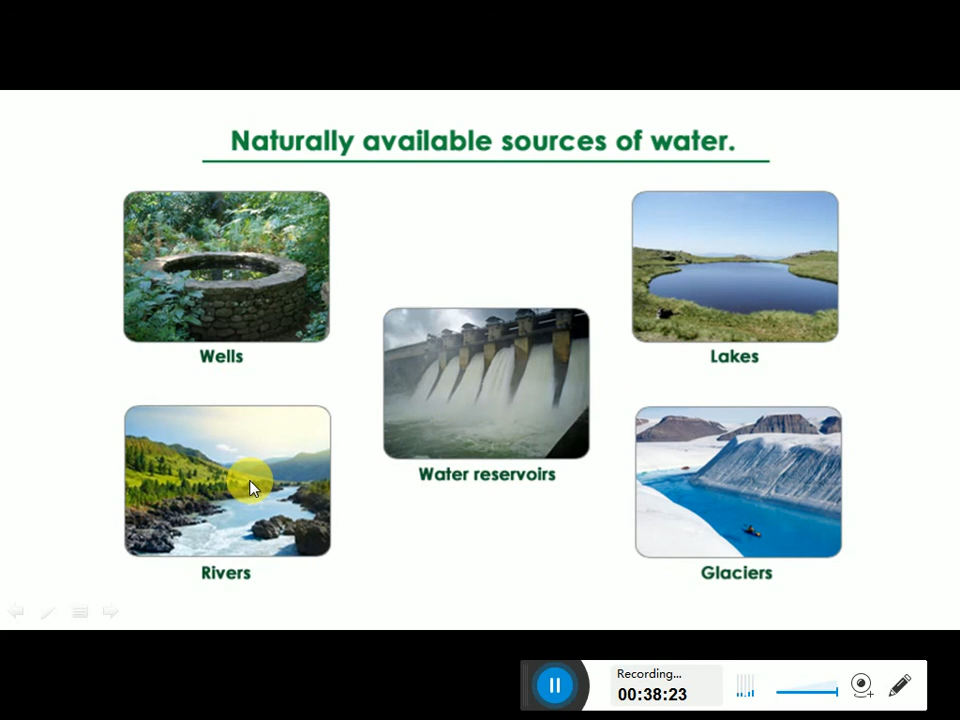 Naturally available sources of water.
Wells
Lakes
Water reservoirs
Rivers
Glaciers
Recording...
00:38:23